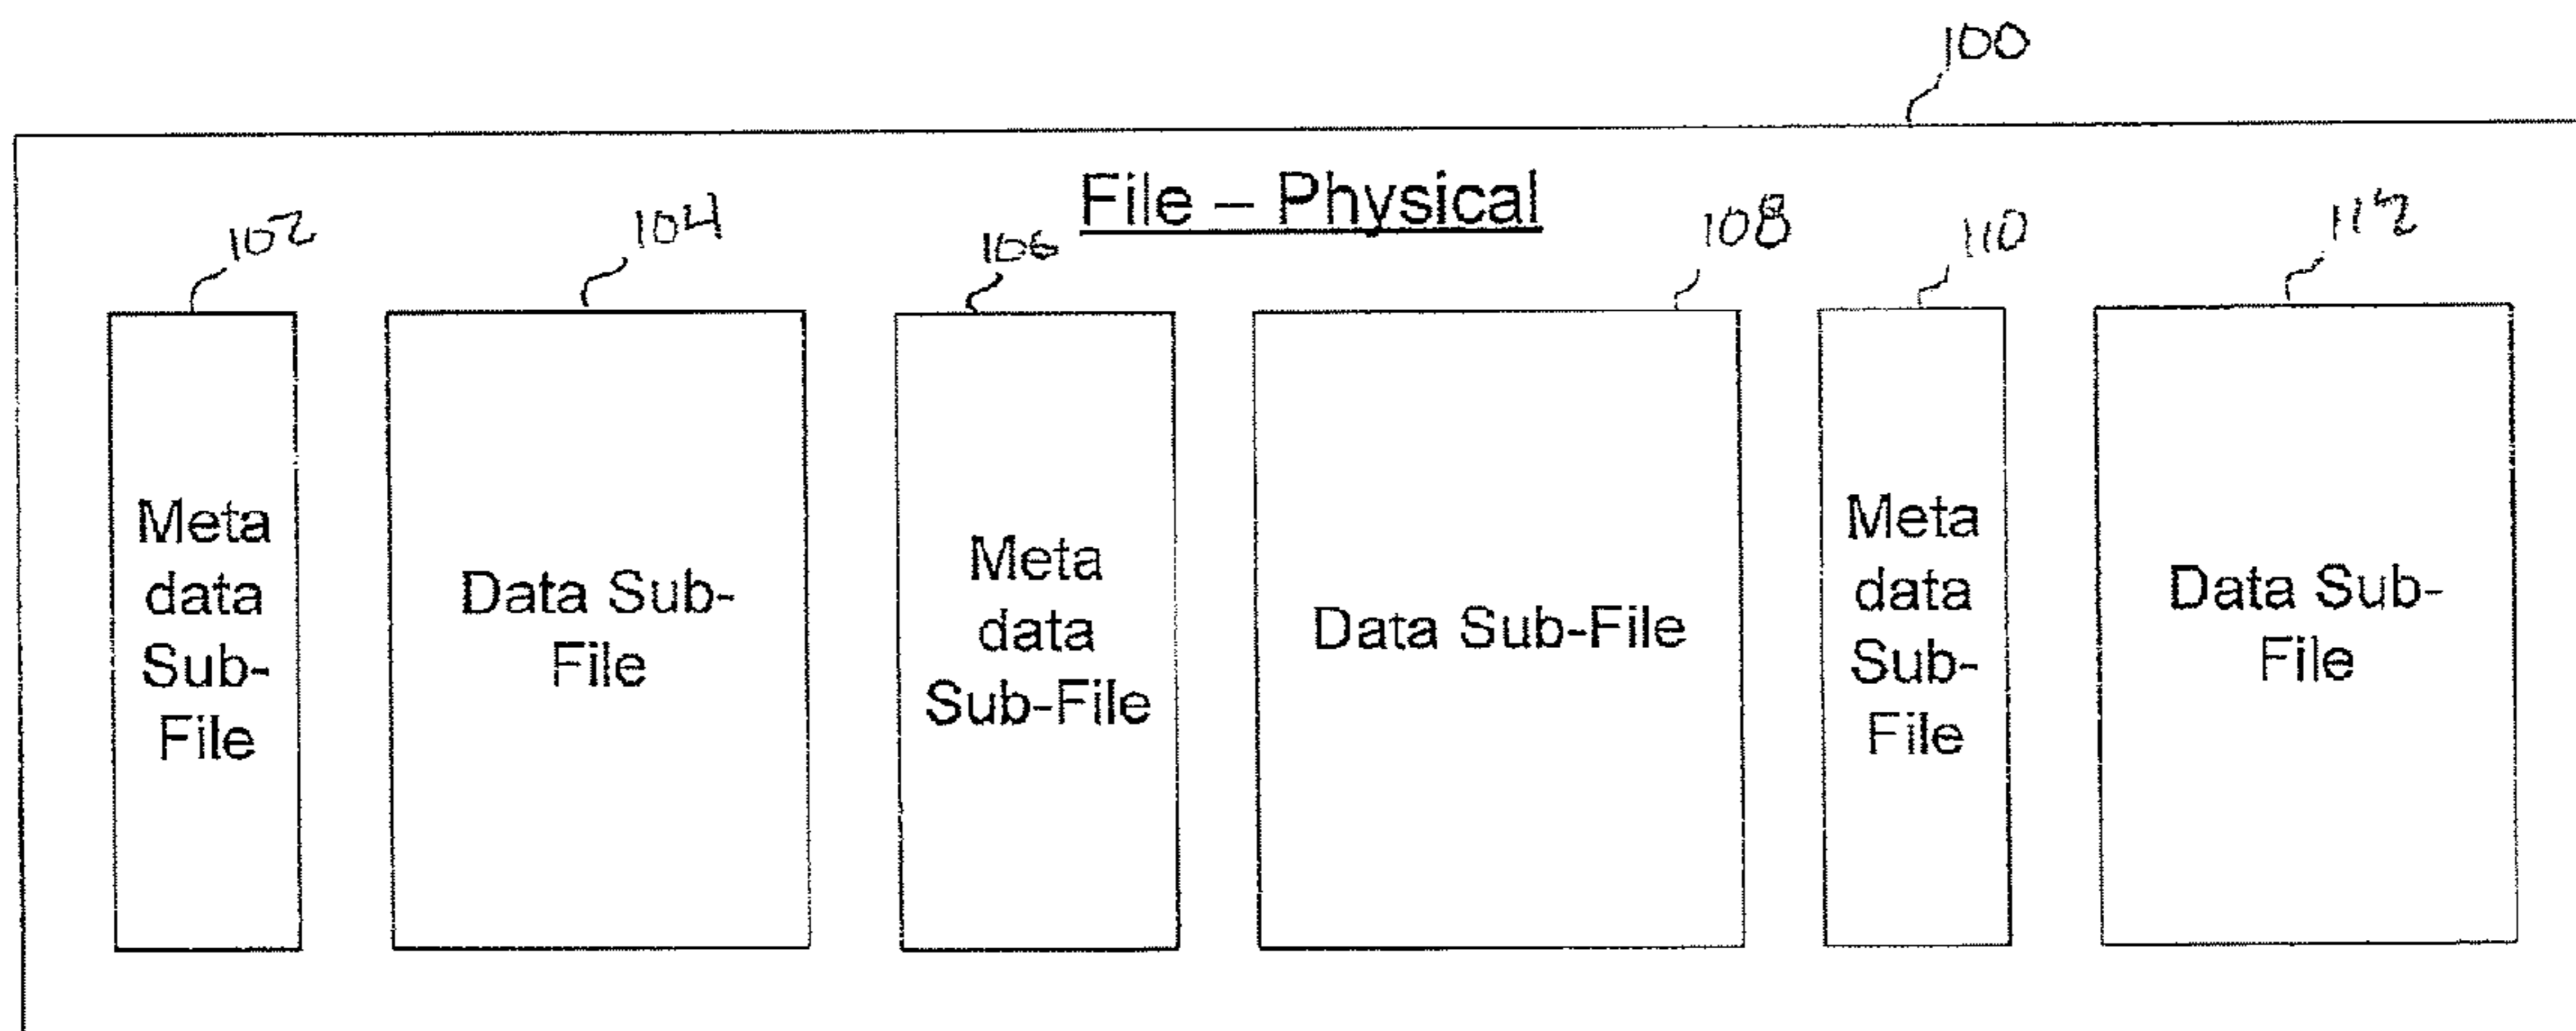 100
File – Physical
102
104
106
108
110
112
Meta
data
Sub-
File
Data Sub-
File
Meta
data
Sub-File
Data Sub-File
Meta
data
Sub-
File
Data Sub-
File